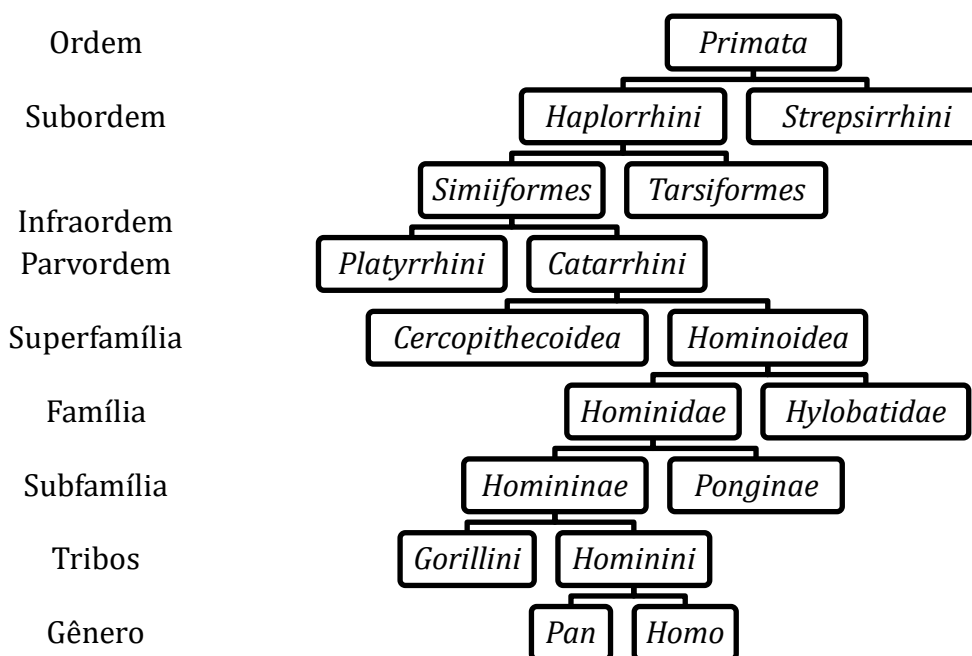 Ordem Primata
Subordem Haplorrhini Strepsirrhini
Simiiformes Tarsiformes
Infraordem
Parvordem Platyrrhini Catarrhini
Superfamília Cercopithecoidea Hominoidea
Família Hominidae Hylobatidae
Subfamília Homininae Ponginae
Tribos Gorillini Hominini
Gênero Pan Homo